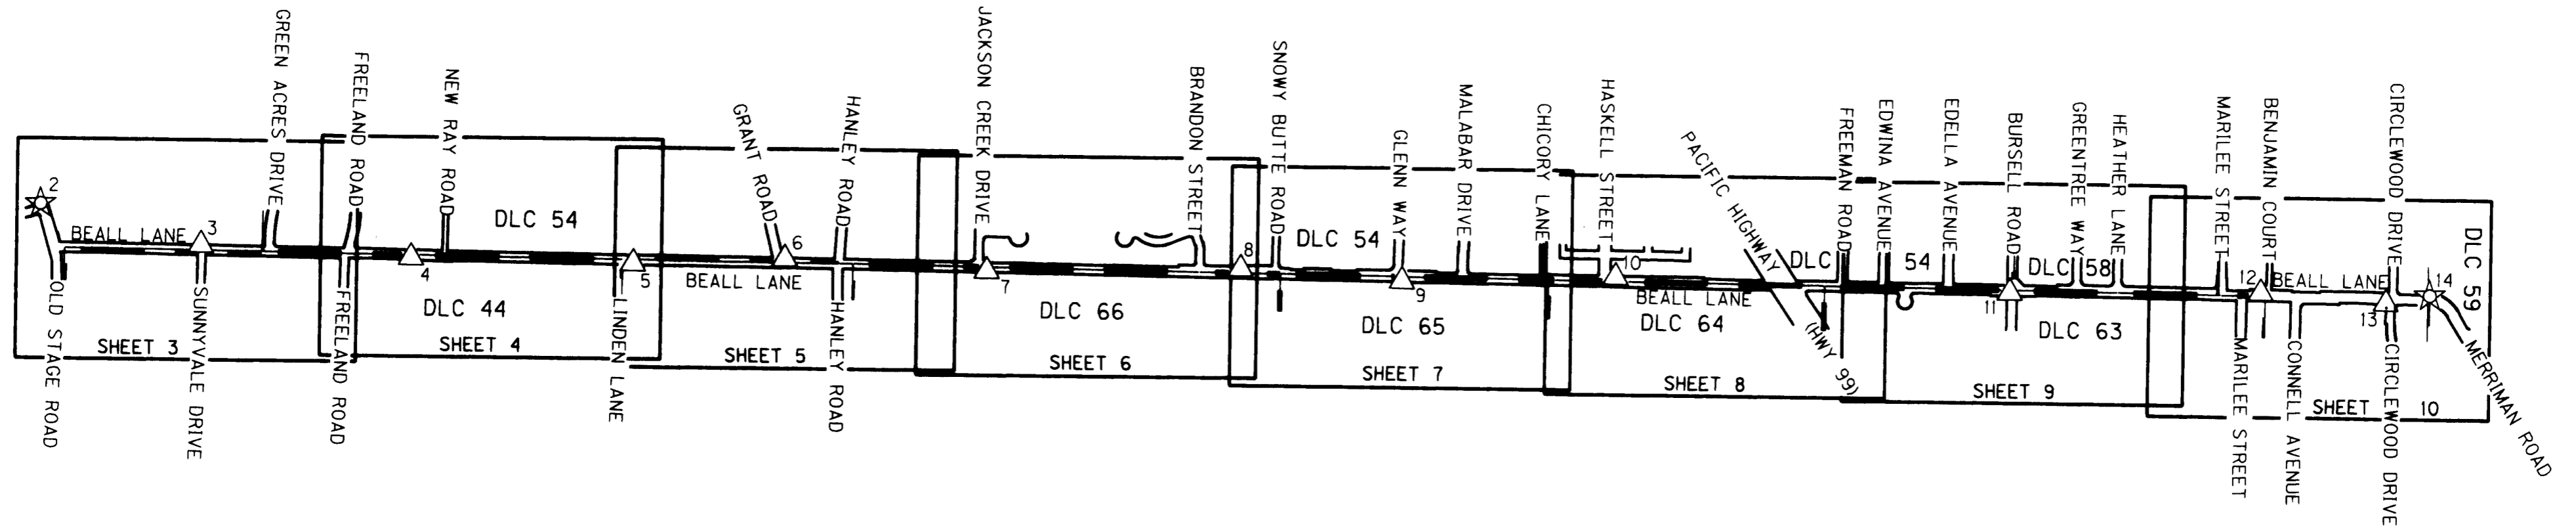 GREEN ACRES DRIVE
FREELAND ROAD
NEW RAY ROAD
GRANT ROAD
HANLEY ROAD
JACKSON CREEK DRIVE
BRANDON STREET
SNOWY BUTTE ROAD
GLENN WAY
MALABAR DRIVE
CHICORY LANE
HASKELL STREET
PACIFIC HIGHWAY
(HWY 99)
FREEMAN ROAD
EDWINA AVENUE
EDELLA AVENUE
BURSELL ROAD
GREENTREE WAY
HEATHER LANE
MARILEE STREET
BENJAMIN COURT
CIRCLEWOOD DRIVE
DLC 59
2
BEALL LANE
3
DLC 54
4
5
BEALL LANE
6
7
8
DLC 54
9
10
BEALL LANE
DLC 54
11
DLC 58
12
BEALL LANE
13
14
DLC 44
DLC 66
DLC 65
DLC 64
DLC 63
SHEET 3
SHEET 4
SHEET 5
SHEET 6
SHEET 7
SHEET 8
SHEET 9
SHEET 10
OLD STAGE ROAD
SUNNYVALE DRIVE
FREELAND ROAD
LINDEN LANE
HANLEY ROAD
MARILEE STREET
CONNELL AVENUE
CIRCLEWOOD DRIVE
MERRIMAN ROAD